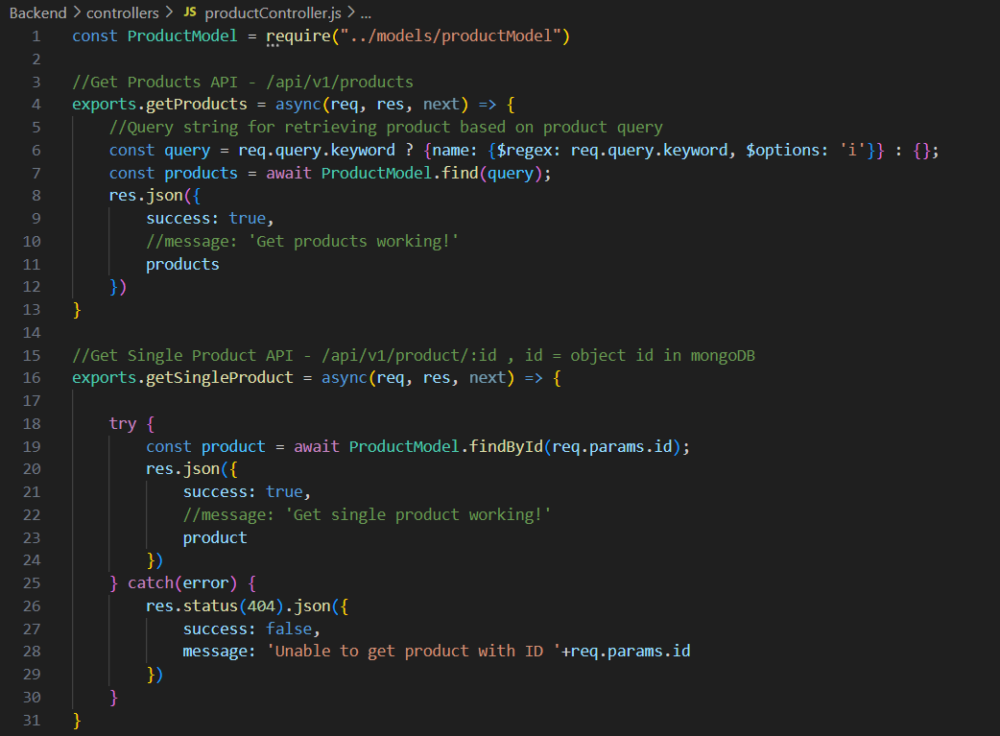 Backend > controllers > JS productController.js > ...
1 const ProductModel = require("../models/productModel")
2
3 //Get Products API - /api/v1/products
4 exports.getProducts = async(req, res, next) => {
5     //Query string for retrieving product based on product query
6     const query = req.query.keyword ? {name: {$regex: req.query.keyword, $options: 'i'}} : {};
7     const products = await ProductModel.find(query);
8     res.json({
9         success: true,
10         //message: 'Get products working!'
11         products
12     })
13 }
14
15 //Get Single Product API - /api/v1/product/:id , id = object id in mongoDB
16 exports.getSingleProduct = async(req, res, next) => {
17
18     try {
19         const product = await ProductModel.findById(req.params.id);
20         res.json({
21             success: true,
22             //message: 'Get single product working!'
23             product
24         })
25     } catch(error) {
26         res.status(404).json({
27             success: false,
28             message: 'Unable to get product with ID '+req.params.id
29         })
30     }
31 }